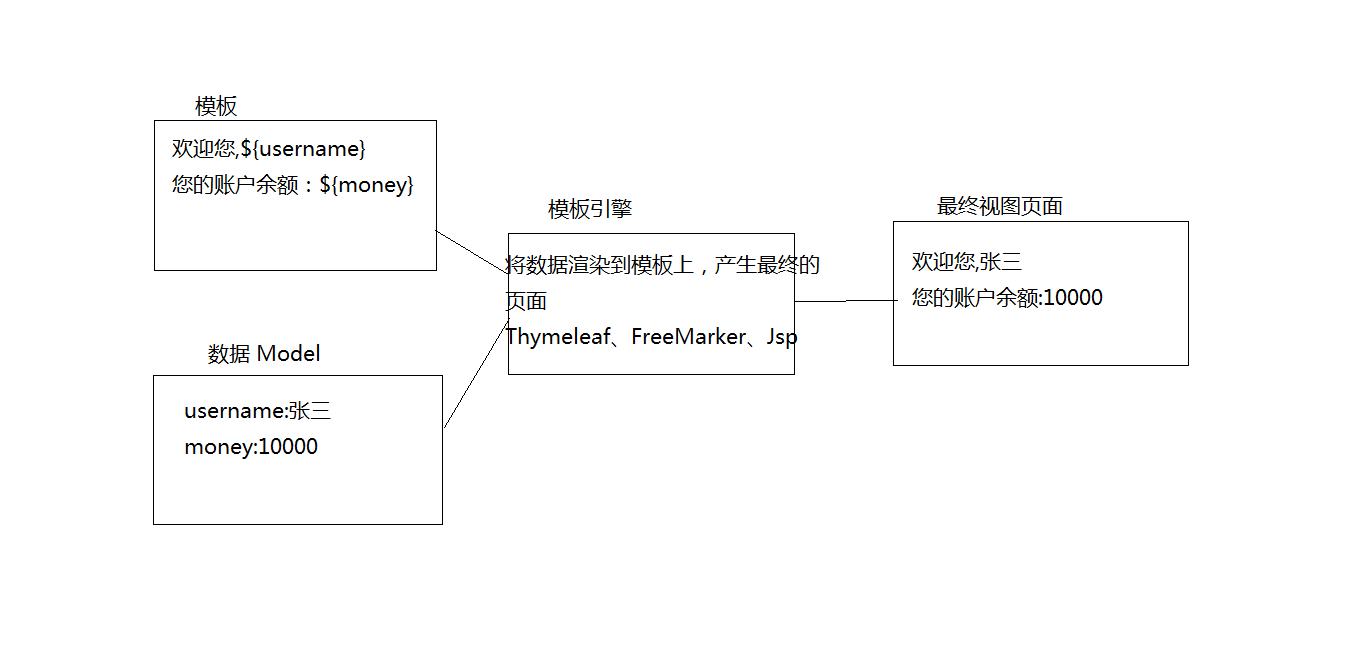 模板
欢迎您,${username}
您的账户余额：${money}
数据 Model
username:张三
money:10000
模板引擎
将数据渲染到模板上，产生最终的
页面
Thymeleaf、FreeMarker、Jsp
最终视图页面
欢迎您,张三
您的账户余额:10000